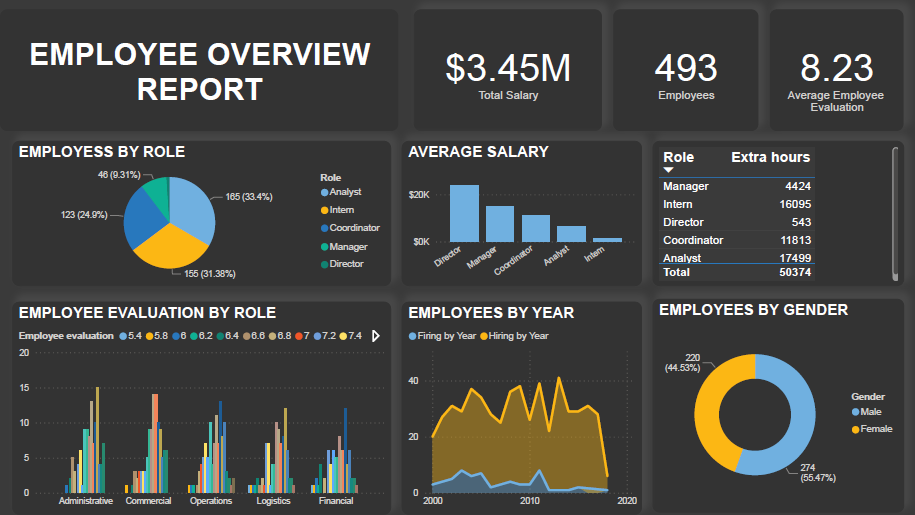 EMPLOYEE OVERVIEW
REPORT
$3.45M
Total Salary
493
Employees
8.23
Average Employee
Evaluation
EMPLOYESS BY ROLE
46 (9.31%)
165 (33.4%)
123 (24.9%)
155 (31.38%)
Role
Analyst
Intern
Coordinator
Manager
Director
AVERAGE SALARY
$20K
$0K
Director
Manager
Coordinator
Analyst
Intern
Role Extra hours
Manager 4424
Intern 16095
Director 543
Coordinator 11813
Analyst 17499
Total 50374
EMPLOYEE EVALUATION BY ROLE
Employee evaluation 5.4 5.8 6 6.2 6.4 6.6 6.8 7 7.2 7.4
20
15
10
5
0
Administrative Commercial Operations Logistics Financial
EMPLOYEES BY YEAR
Firing by Year Hiring by Year
40
20
0
2000 2010 2020
EMPLOYEES BY GENDER
220
(44.53%)
274
(55.47%)
Gender
Male
Female